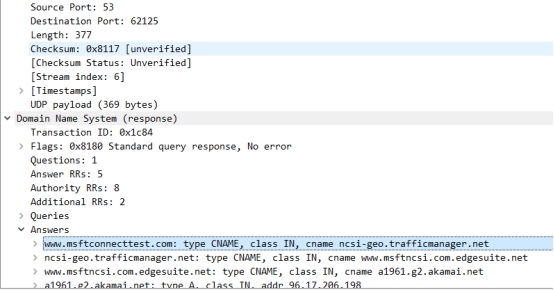 Source Port: 53
Destination Port: 62125
Length: 377
Checksum: 0x8117 [unverified]
[Checksum Status: Unverified]
[Stream index: 6]
[Timestamps]
UDP payload (369 bytes)
Domain Name System (response)
Transaction ID: 0x1c84
Flags: 0x8180 Standard query response, No error
Questions: 1
Answer RRs: 5
Authority RRs: 8
Additional RRs: 2
Queries
Answers
www.msftconnecttest.com: type CNAME, class IN, cname ncsi-geo.trafficmanager.net
ncsi-geo.trafficmanager.net: type CNAME, class IN, cname www.msftncsi.com.edgesuite.net
www.msftncsi.com.edgesuite.net: type CNAME, class IN, cname a1961.g2.akamai.net
a1961.g2.akamai.net: type A, class IN, addr 96.17.206.198